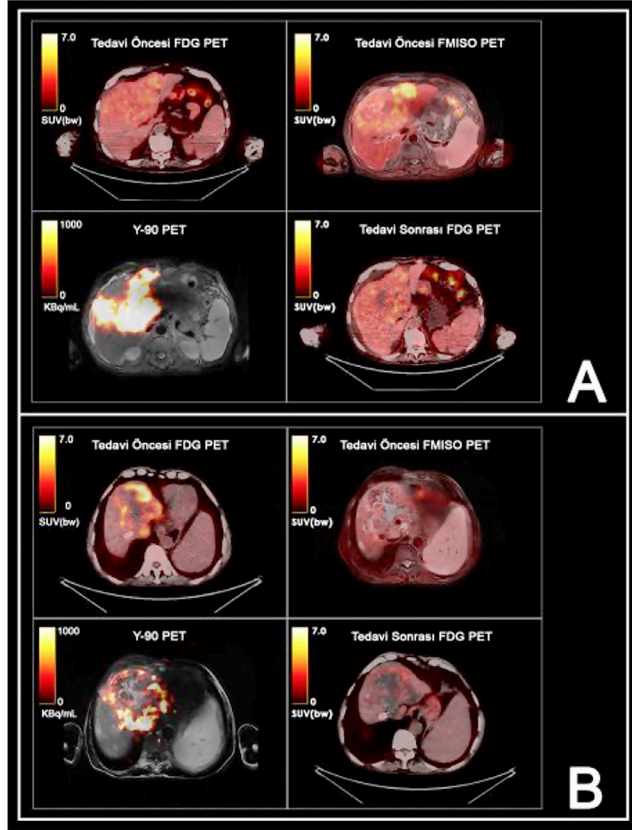 7.0
Tedavi Öncesi FDG PET
0
SUV(bw)
7.0
Tedavi Öncesi FMISO PET
0
SUV(bw)
1000
Y-90 PET
0
KBq/mL
7.0
Tedavi Sonrası FDG PET
0
SUV(bw)
A
7.0
Tedavi Öncesi FDG PET
0
SUV(bw)
7.0
Tedavi Öncesi FMISO PET
0
SUV(bw)
1000
Y-90 PET
0
KBq/mL
7.0
Tedavi Sonrası FDG PET
0
SUV(bw)
B